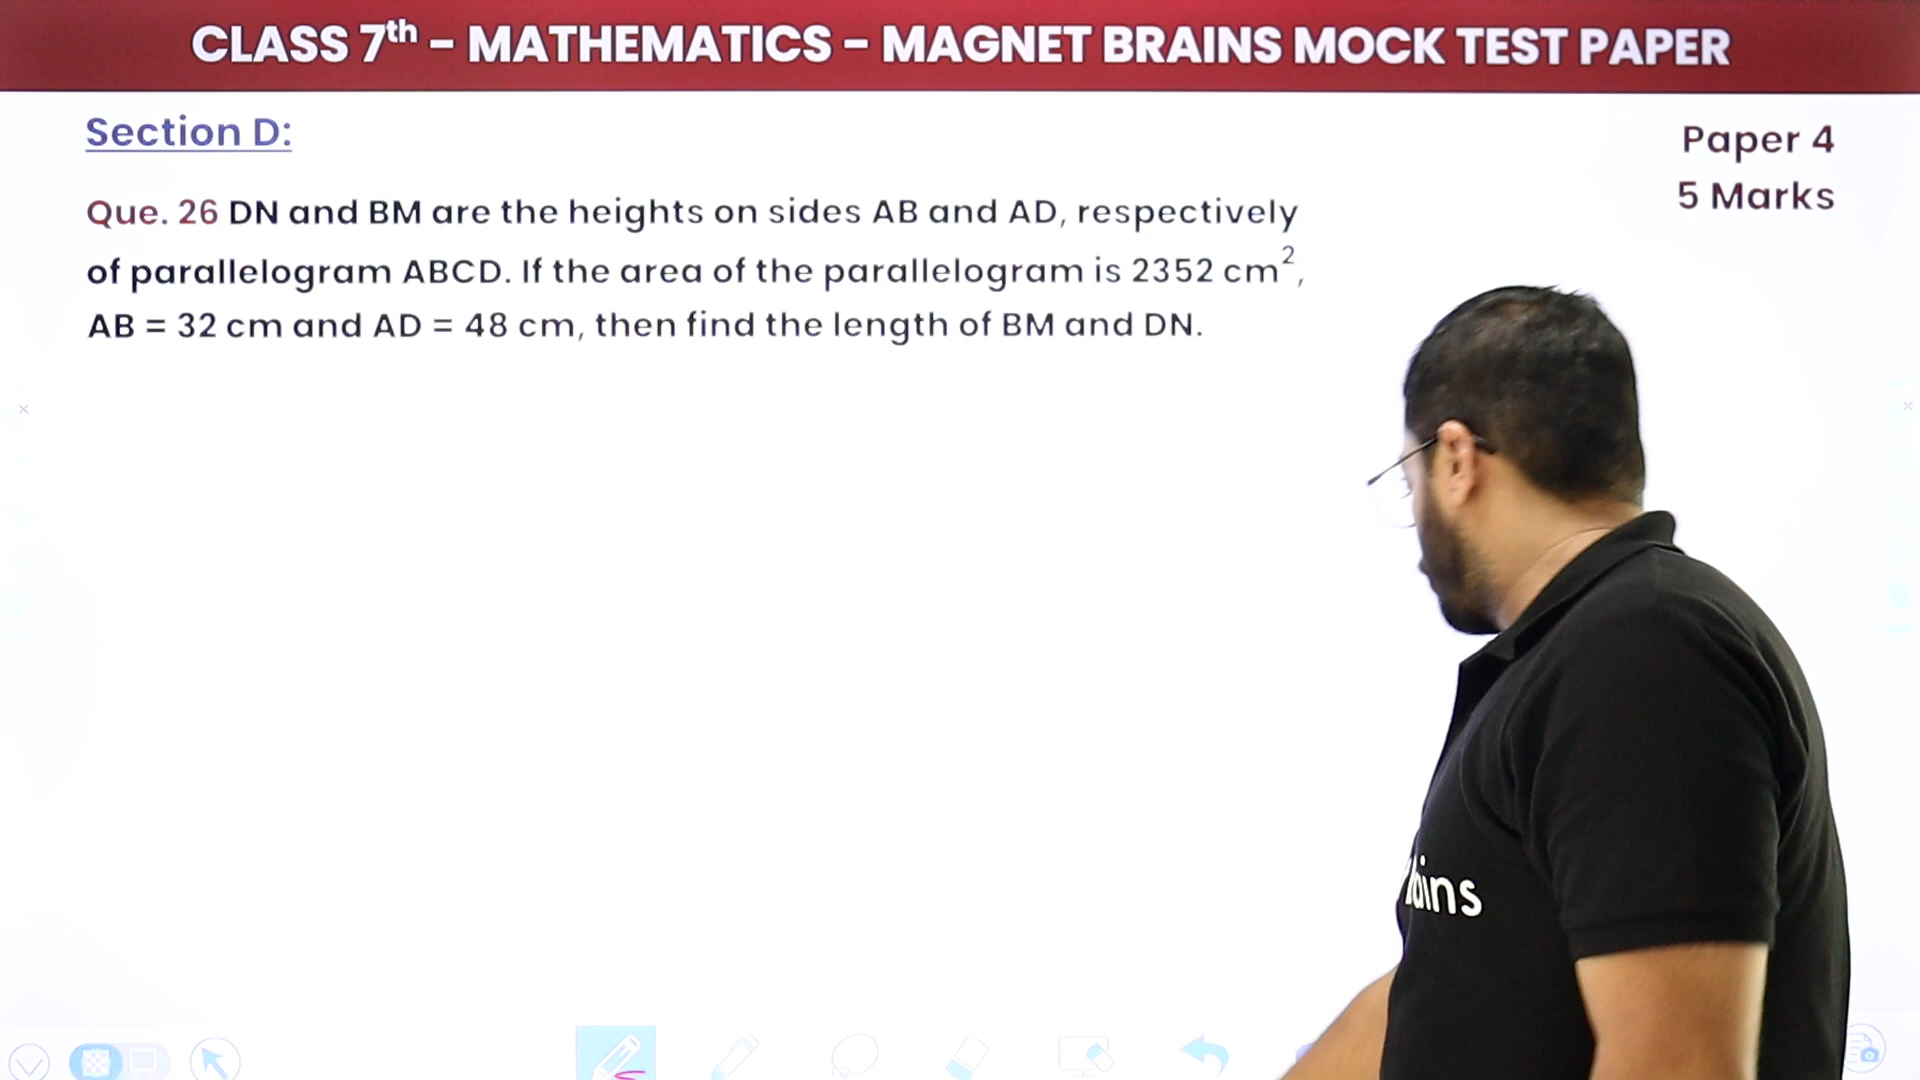 CLASS 7th – MATHEMATICS – MAGNET BRAINS MOCK TEST PAPER
Section D:
Paper 4
5 Marks
Que. 26 DN and BM are the heights on sides AB and AD, respectively
of parallelogram ABCD. If the area of the parallelogram is 2352 cm²,
AB = 32 cm and AD = 48 cm, then find the length of BM and DN.